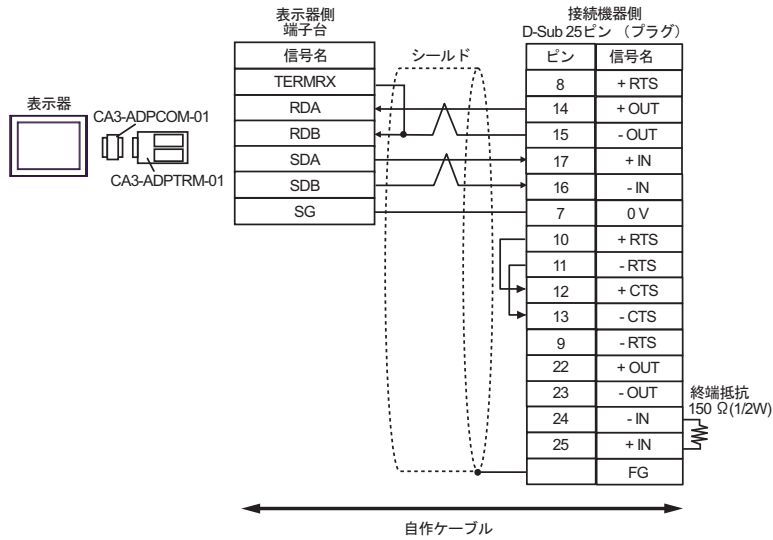 表示器側
端子台
信号名
TERMRX
RDA
RDB
SDA
SDB
SG
シールド
接続機器側
D-Sub 25ピン （プラグ）
ピン 信号名
8 + RTS
14 + OUT
15 - OUT
17 + IN
16 - IN
7 0 V
10 + RTS
11 - RTS
12 + CTS
13 - CTS
9 - RTS
22 + OUT
23 - OUT
24 - IN
25 + IN
FG
表示器
CA3-ADPCOM-01
CA3-ADPTRM-01
終端抵抗
150 Ω(1/2W)
自作ケーブル